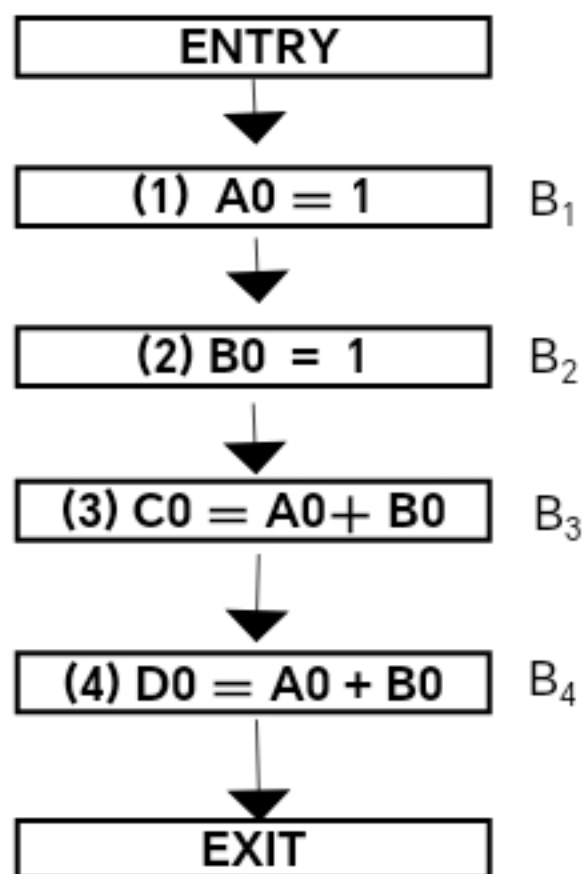 ENTRY
(1) A0 = 1 B₁
(2) B0 = 1 B₂
(3) C0 = A0+ B0 B₃
(4) D0 = A0 + B0 B₄
EXIT